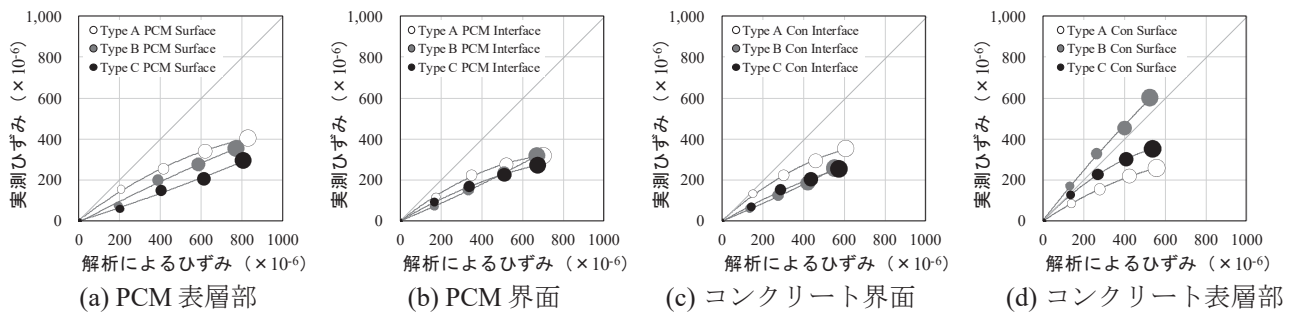 1,000
800
600
400
200
0
実測ひずみ（×10⁻⁶）
Type A PCM Surface
Type B PCM Surface
Type C PCM Surface
0 200 400 600 800 1000
解析によるひずみ（×10⁻⁶）
(a) PCM 表層部
1,000
800
600
400
200
0
実測ひずみ（×10⁻⁶）
Type A PCM Interface
Type B PCM Interface
Type C PCM Interface
0 200 400 600 800 1000
解析によるひずみ（×10⁻⁶）
(b) PCM 界面
1,000
800
600
400
200
0
実測ひずみ（×10⁻⁶）
Type A Con Interface
Type B Con Interface
Type C Con Interface
0 200 400 600 800 1000
解析によるひずみ（×10⁻⁶）
(c) コンクリート界面
1,000
800
600
400
200
0
実測ひずみ（×10⁻⁶）
Type A Con Surface
Type B Con Surface
Type C Con Surface
0 200 400 600 800 1000
解析によるひずみ（×10⁻⁶）
(d) コンクリート表層部